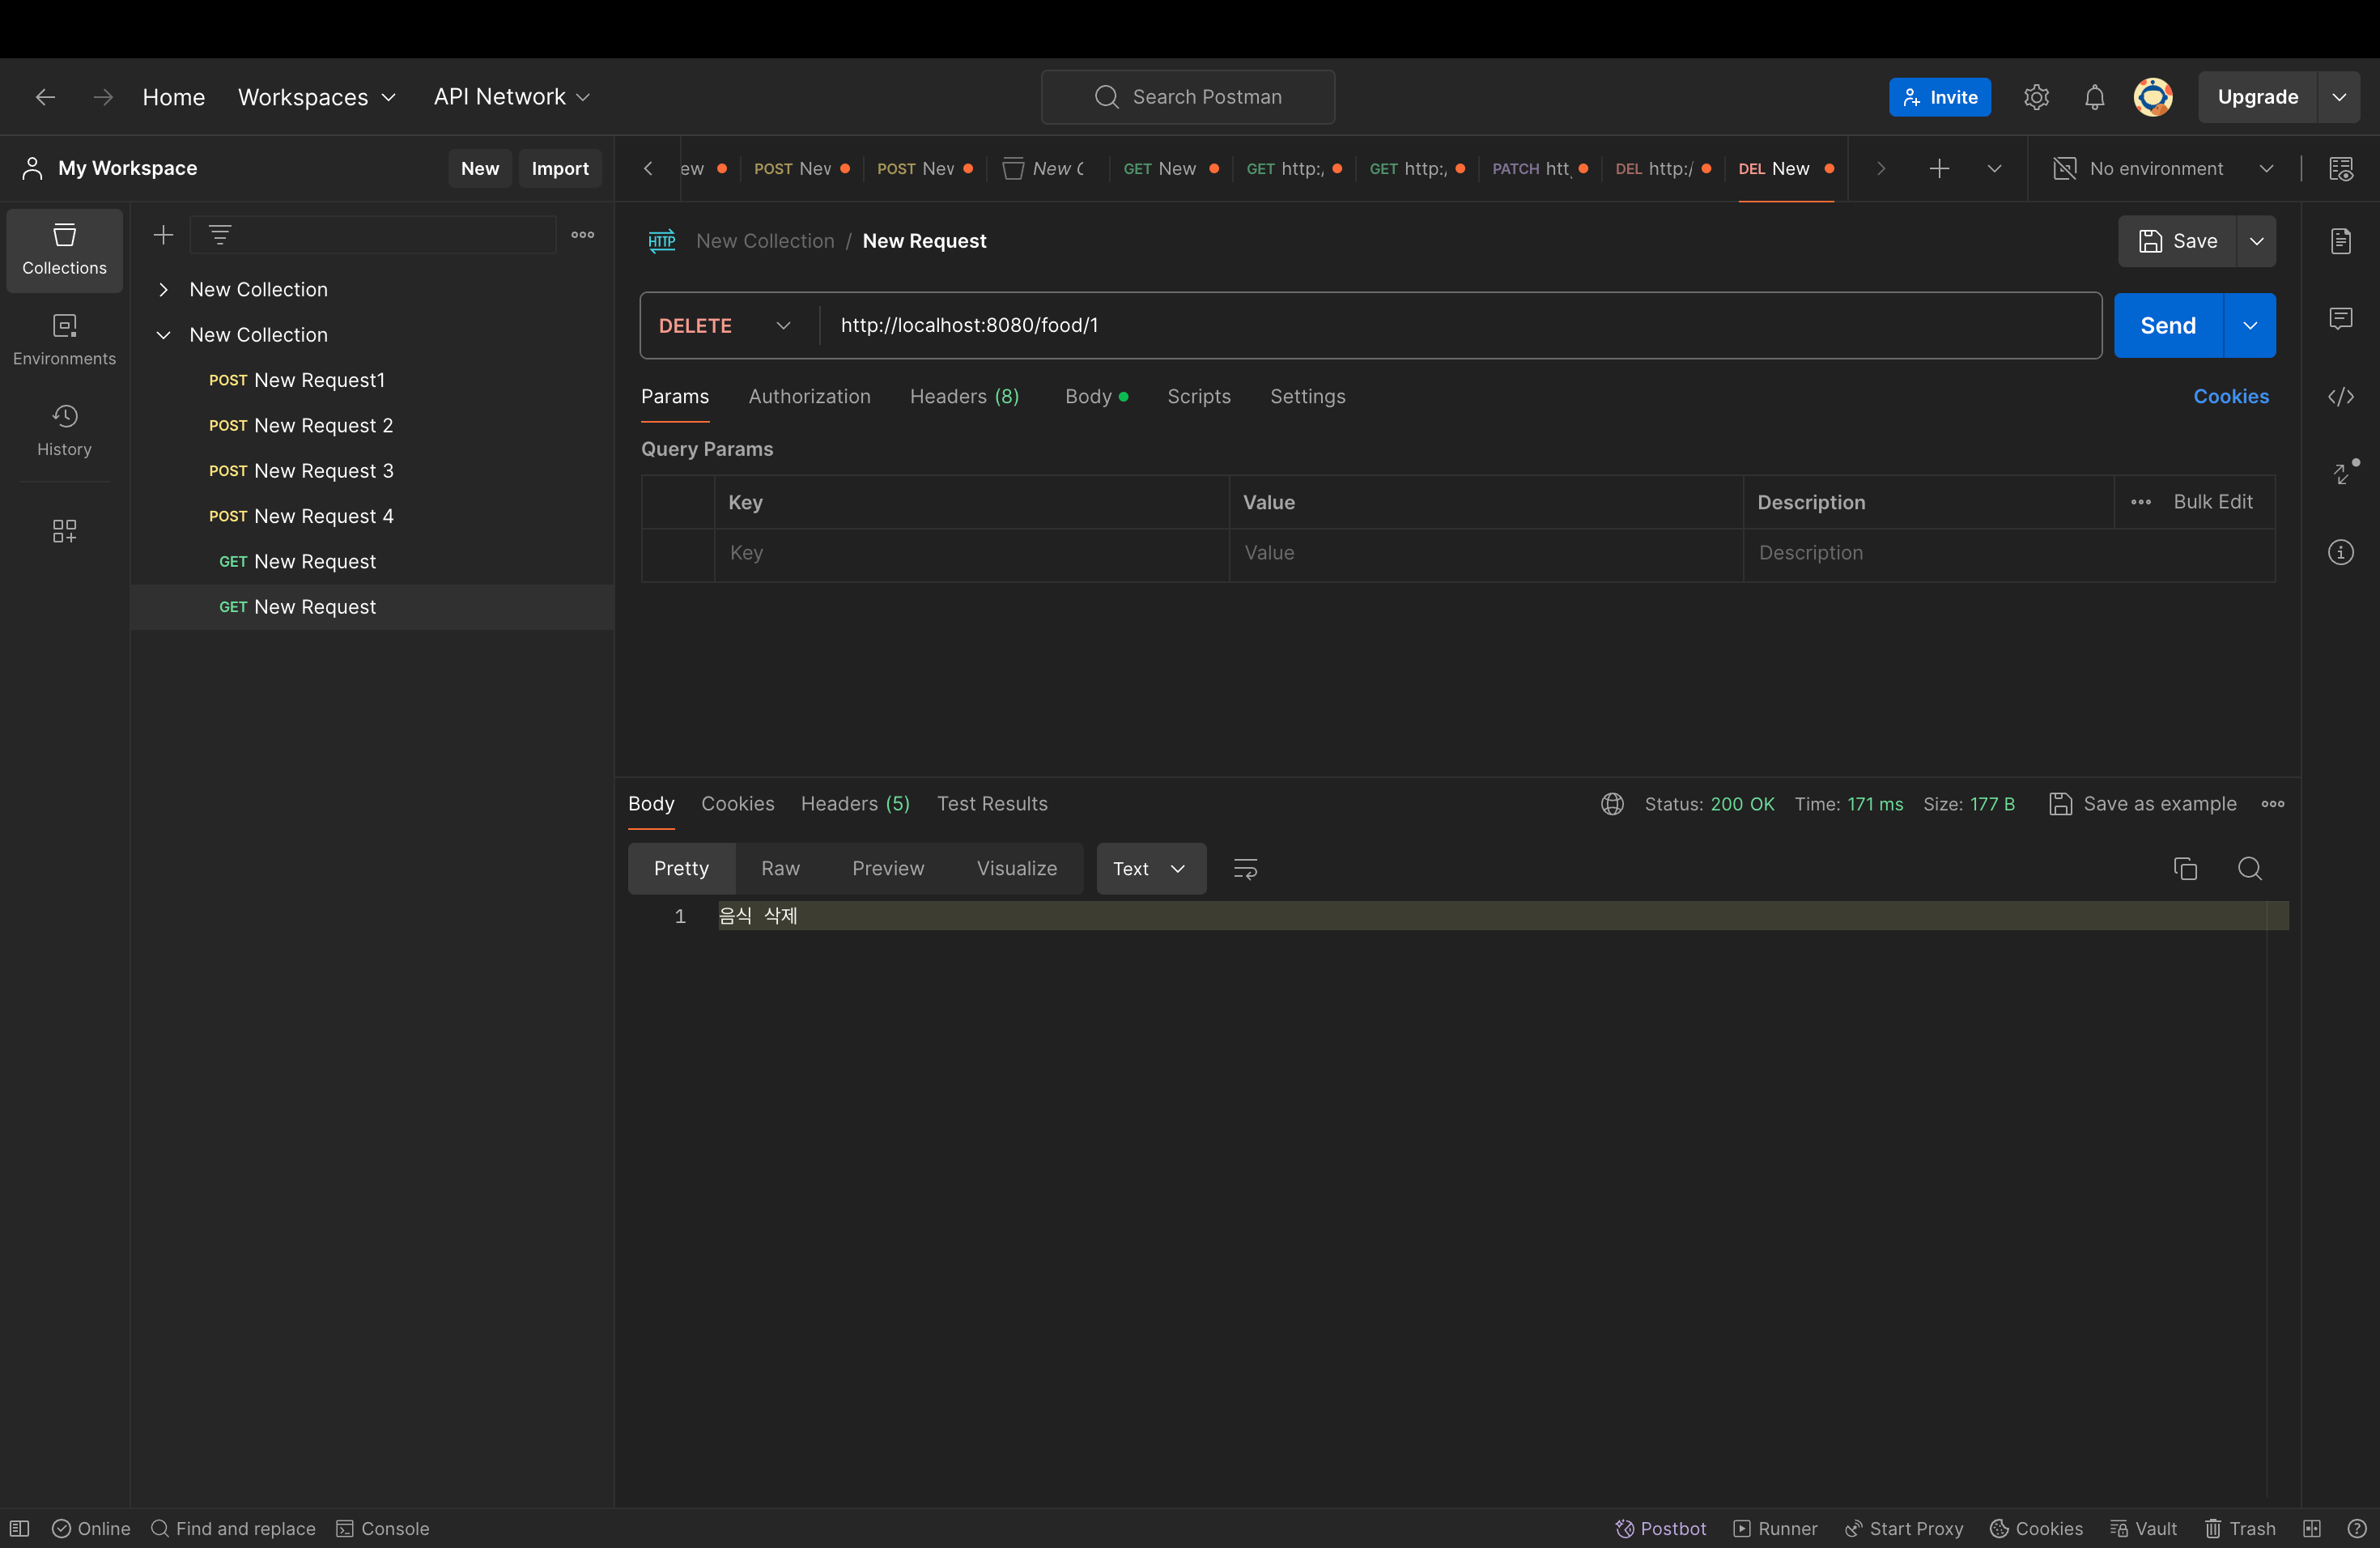 Home Workspaces API Network Search Postman Invite Upgrade
My Workspace New Import
ew POST Nev POST Nev New C GET New GET http:/ GET http:/ PATCH htt DEL http:/ DEL New No environment
Collections
Environments
History
New Collection
New Collection
POST New Request1
POST New Request 2
POST New Request 3
POST New Request 4
GET New Request
GET New Request
HTTP New Collection / New Request Save
DELETE http://localhost:8080/food/1 Send
Params Authorization Headers (8) Body Scripts Settings Cookies
Query Params
Key Value Description Bulk Edit
Key Value Description
Body Cookies Headers (5) Test Results Status: 200 OK Time: 171 ms Size: 177 B Save as example
Pretty Raw Preview Visualize Text
1 음식 삭제
Online Find and replace Console Postbot Runner Start Proxy Cookies Vault Trash